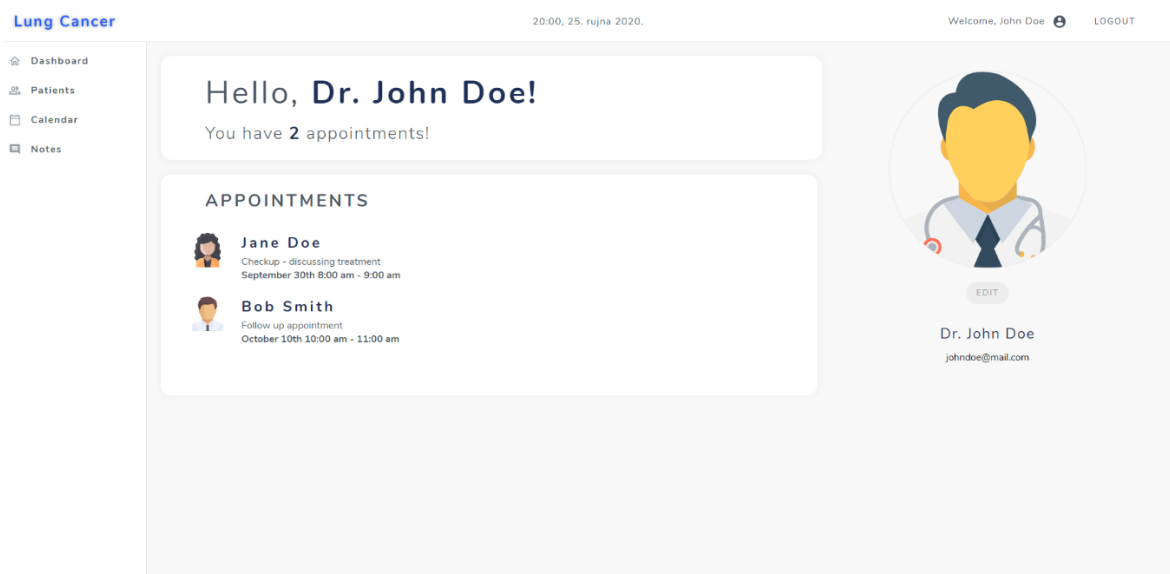 Lung Cancer
20:00, 25. rujna 2020.
Welcome, John Doe
LOGOUT
Dashboard
Patients
Calendar
Notes
Hello, Dr. John Doe!
You have 2 appointments!
APPOINTMENTS
Jane Doe
Checkup - discussing treatment
September 30th 8:00 am - 9:00 am
Bob Smith
Follow up appointment
October 10th 10:00 am - 11:00 am
EDIT
Dr. John Doe
johndoe@mail.com